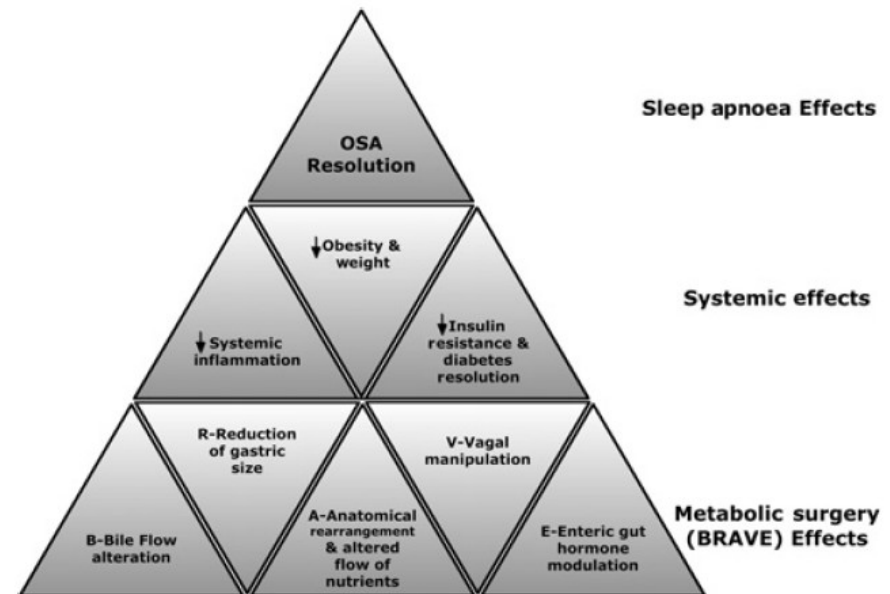 Sleep apnoea Effects
OSA
Resolution
↓Obesity &
weight
Systemic effects
↓Systemic
inflammation
↓Insulin
resistance &
diabetes
resolution
R-Reduction
of gastric
size
V-Vagal
manipulation
Metabolic surgery
(BRAVE) Effects
B-Bile Flow
alteration
A-Anatomical
rearrangement
& altered
flow of
nutrients
E-Enteric gut
hormone
modulation